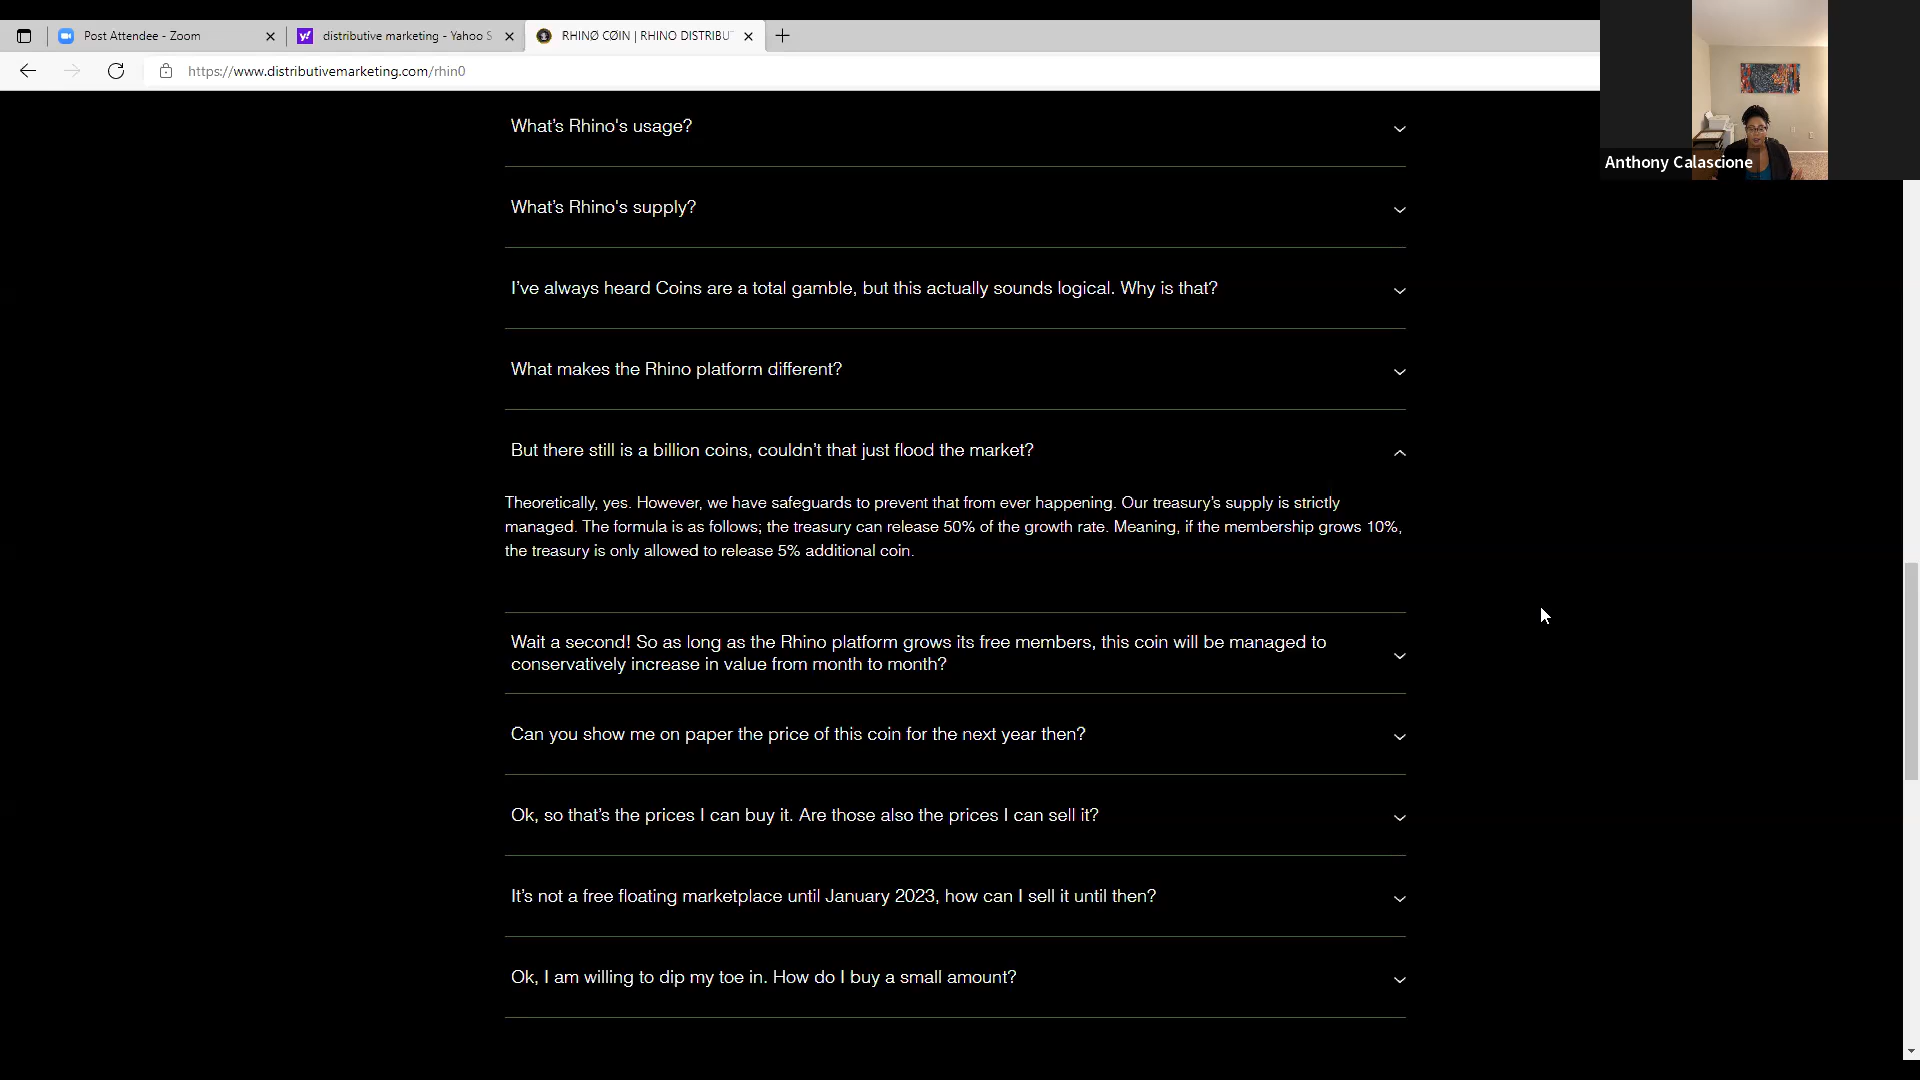 Post Attendee - Zoom
distributive marketing - Yahoo S
RHINØ CØIN | RHINO DISTRIBU
https://www.distributivemarketing.com/rhin0
Anthony Calascione
What’s Rhino's usage?
What’s Rhino's supply?
I’ve always heard Coins are a total gamble, but this actually sounds logical. Why is that?
What makes the Rhino platform different?
But there still is a billion coins, couldn’t that just flood the market?
Theoretically, yes. However, we have safeguards to prevent that from ever happening. Our treasury’s supply is strictly
managed. The formula is as follows; the treasury can release 50% of the growth rate. Meaning, if the membership grows 10%,
the treasury is only allowed to release 5% additional coin.
Wait a second! So as long as the Rhino platform grows its free members, this coin will be managed to
conservatively increase in value from month to month?
Can you show me on paper the price of this coin for the next year then?
Ok, so that’s the prices I can buy it. Are those also the prices I can sell it?
It’s not a free floating marketplace until January 2023, how can I sell it until then?
Ok, I am willing to dip my toe in. How do I buy a small amount?